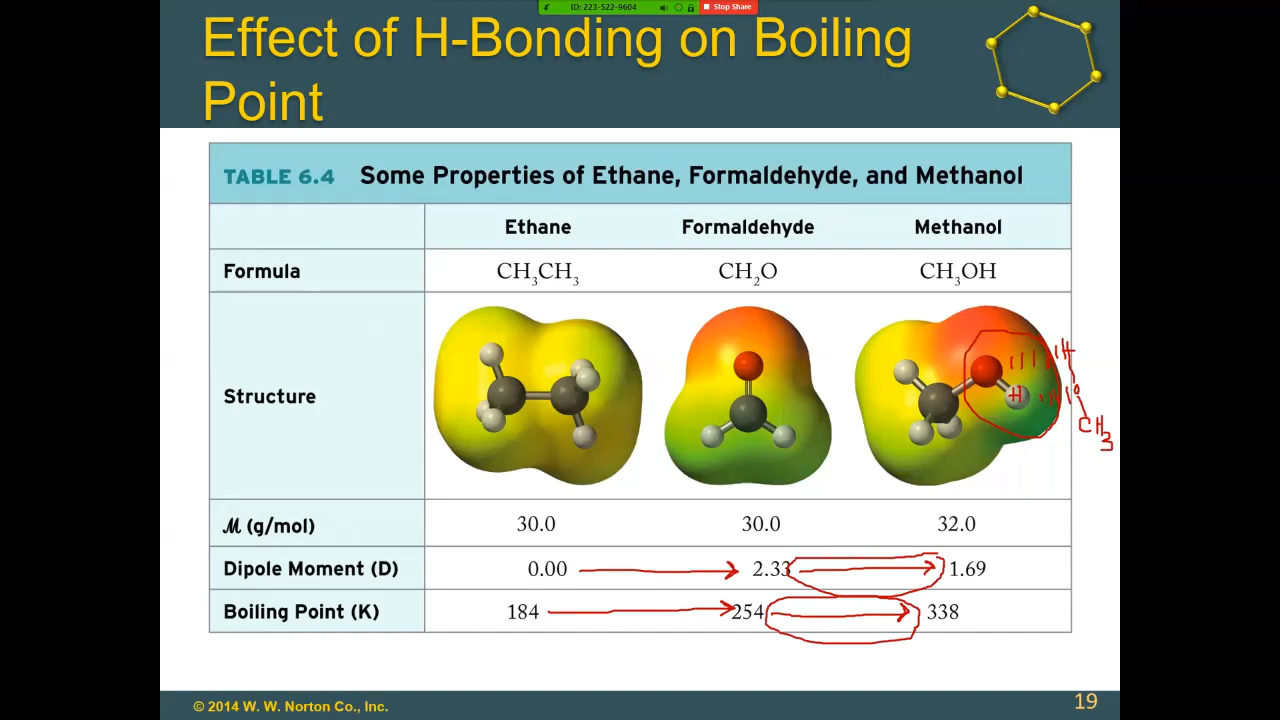 ID: 223-522-9604 Stop Share
Effect of H-Bonding on Boiling
Point
TABLE 6.4 Some Properties of Ethane, Formaldehyde, and Methanol
Ethane Formaldehyde Methanol
Formula CH₃CH₃ CH₂O CH₃OH
Structure
H
H
O
CH₃
ℳ (g/mol) 30.0 30.0 32.0
Dipole Moment (D) 0.00 2.33 1.69
Boiling Point (K) 184 254 338
© 2014 W. W. Norton Co., Inc. 19